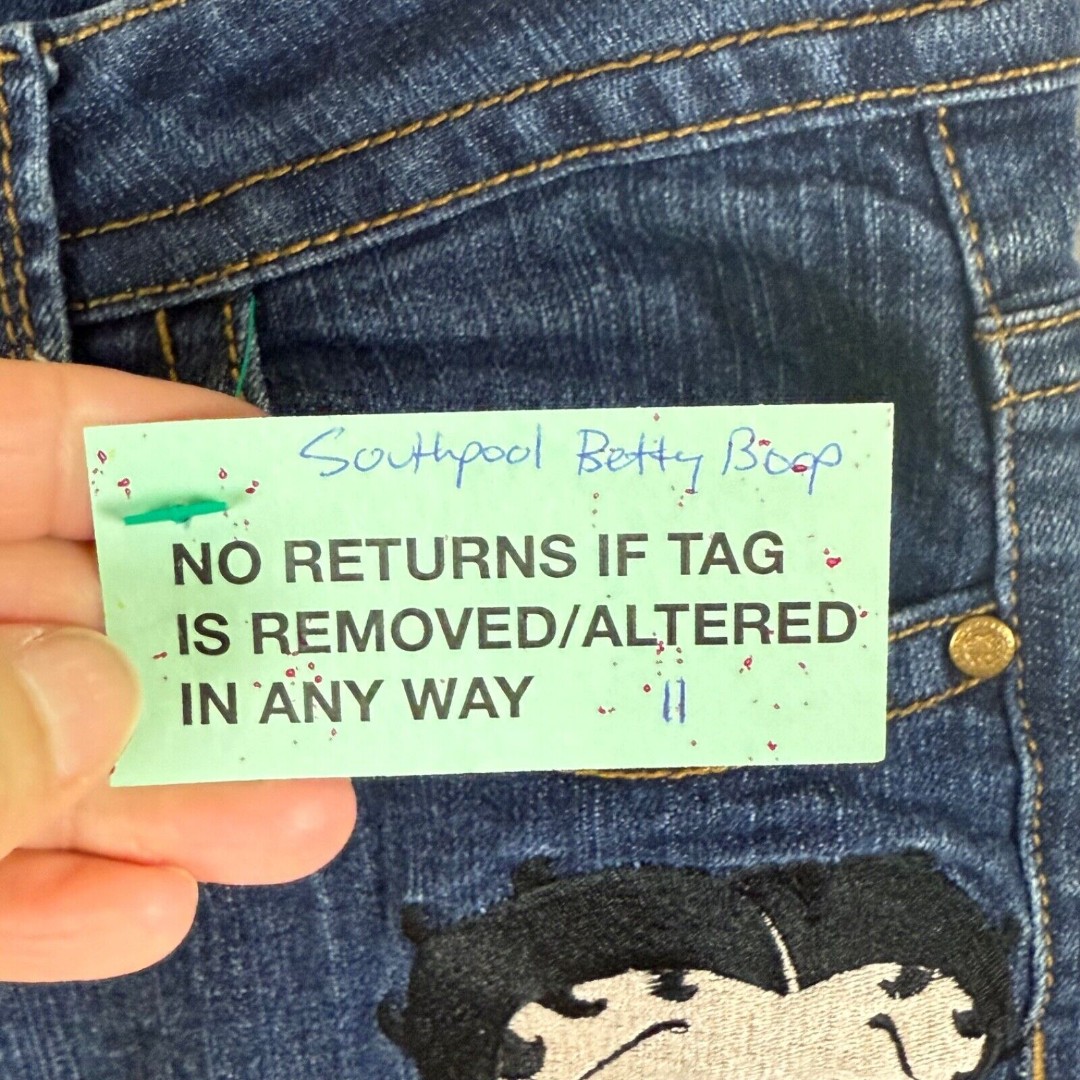 Southpool Betty Boop
NO RETURNS IF TAG
IS REMOVED/ALTERED
IN ANY WAY 11